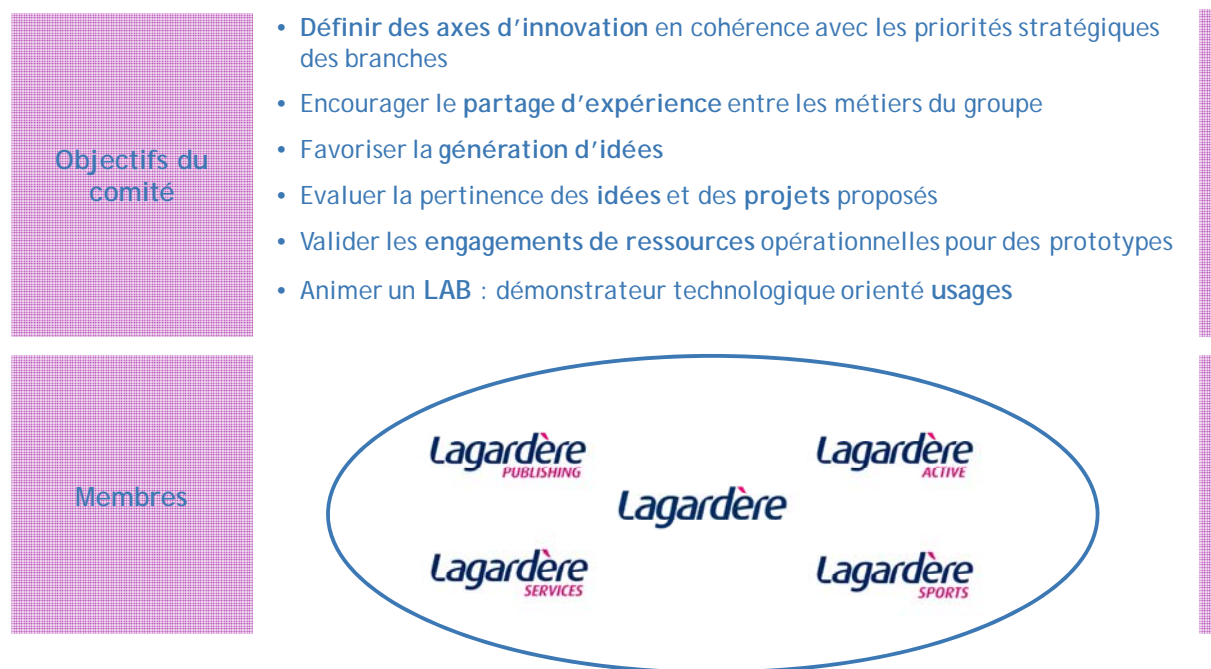 • Définir des axes d'innovation en cohérence avec les priorités stratégiques
des branches
• Encourager le partage d'expérience entre les métiers du groupe
Objectifs du
comité
• Favoriser la génération d'idées
• Evaluer la pertinence des idées et des projets proposés
• Valider les engagements de ressources opérationnelles pour des prototypes
• Animer un LAB : démonstrateur technologique orienté usages
Membres
Lagardère
PUBLISHING
Lagardère
ACTIVE
Lagardère
Lagardère
SERVICES
Lagardère
SPORTS